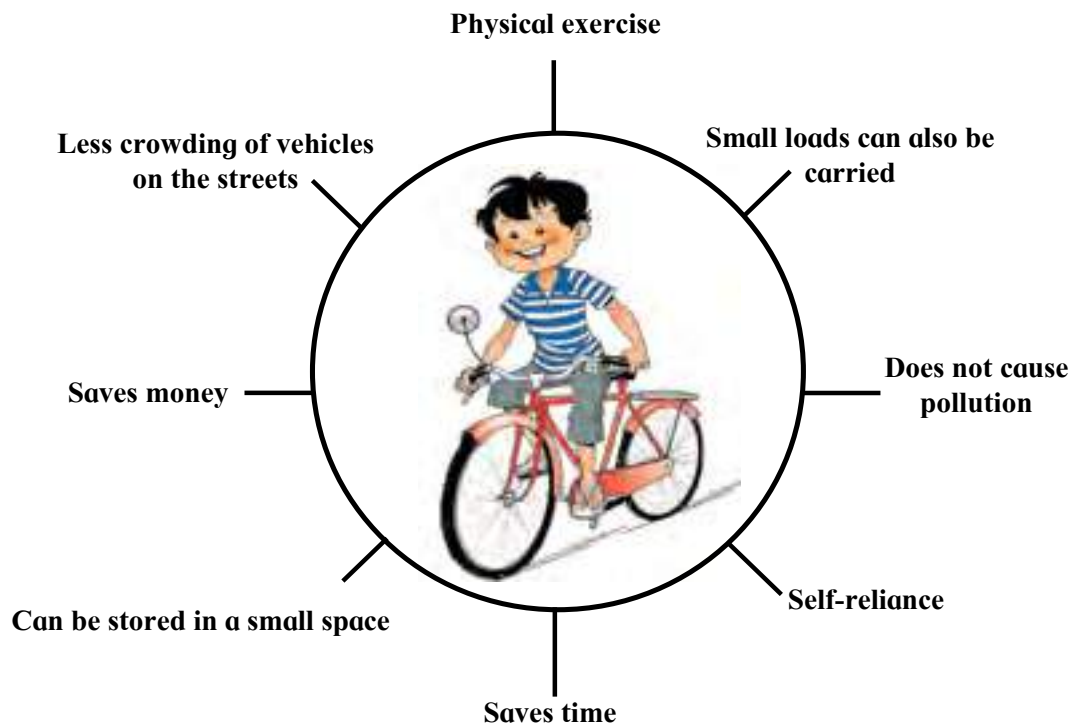 Physical exercise
Small loads can also be
carried
Does not cause
pollution
Self-reliance
Saves time
Can be stored in a small space
Saves money
Less crowding of vehicles
on the streets